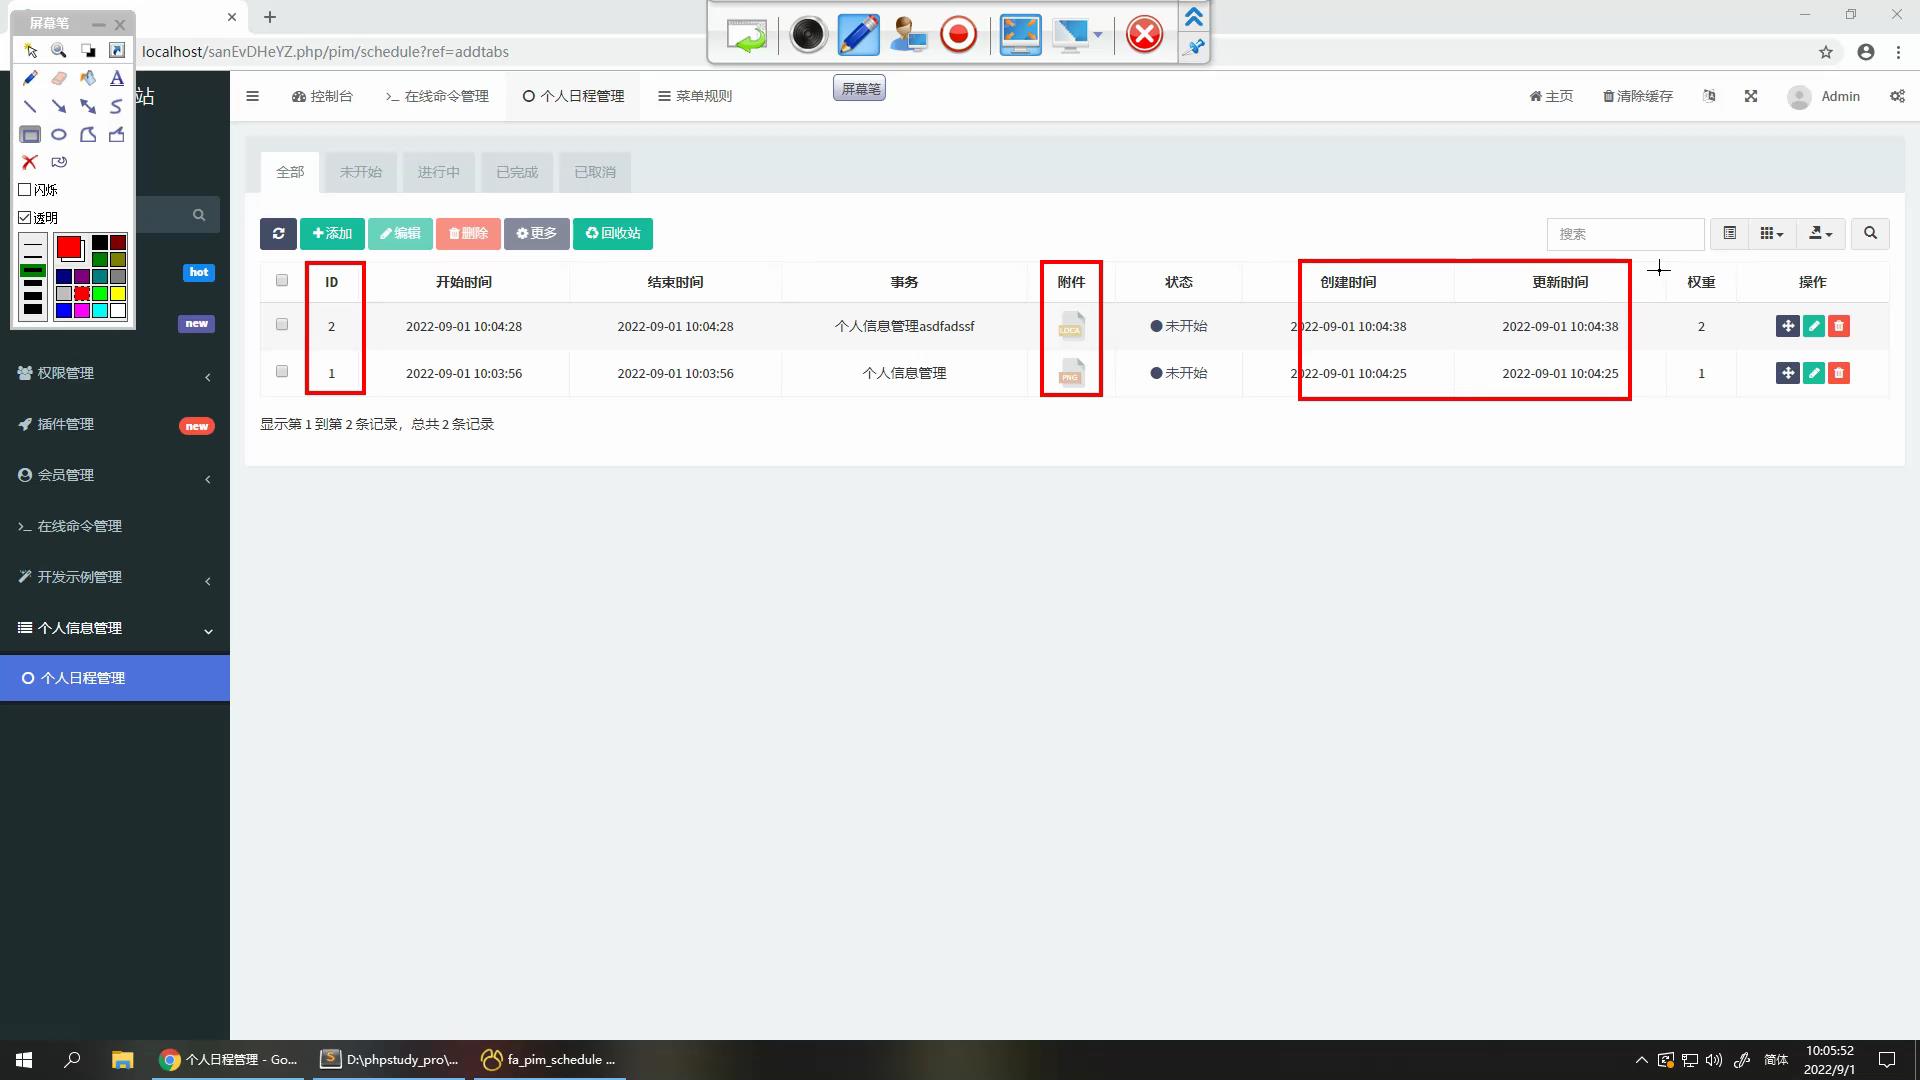 屏幕笔
localhost/sanEvDHeYZ.php/pim/schedule?ref=addtabs
站
控制台
在线命令管理
个人日程管理
菜单规则
屏幕笔
主页
清除缓存
Admin
闪烁
透明
hot
new
权限管理
插件管理
new
会员管理
在线命令管理
开发示例管理
个人信息管理
个人日程管理
全部
未开始
进行中
已完成
已取消
添加
编辑
删除
更多
回收站
搜索
ID 开始时间 结束时间 事务 附件 状态 创建时间 更新时间 权重 操作
2 2022-09-01 10:04:28 2022-09-01 10:04:28 个人信息管理asdfadssf LOCA 未开始 2022-09-01 10:04:38 2022-09-01 10:04:38 2
1 2022-09-01 10:03:56 2022-09-01 10:03:56 个人信息管理 PNG 未开始 2022-09-01 10:04:25 2022-09-01 10:04:25 1
显示第 1 到第 2 条记录，总共 2 条记录
个人日程管理 - Go...
D:\phpstudy_pro\...
fa_pim_schedule ...
简体
10:05:52
2022/9/1